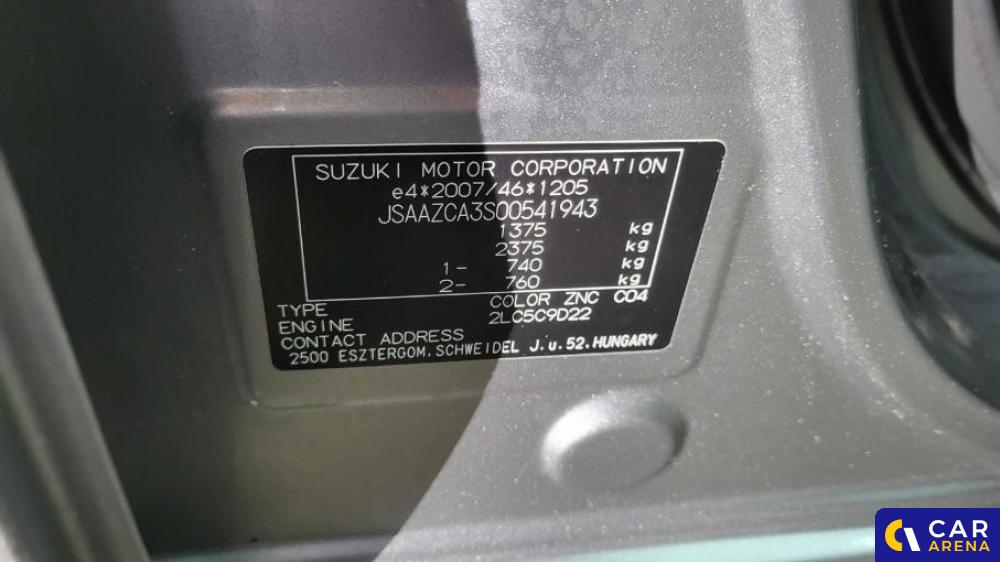 SUZUKI MOTOR CORPORATION
e4*2007/46*1205
JSAAZCA3S00541943
1375 kg
2375 kg
1- 740 kg
2- 760 kg
COLOR ZNC C04
TYPE 2LC5C9D22
ENGINE
CONTACT ADDRESS
2500 ESZTERGOM.SCHWEIDEL J.u.52.HUNGARY
CAR
ARENA